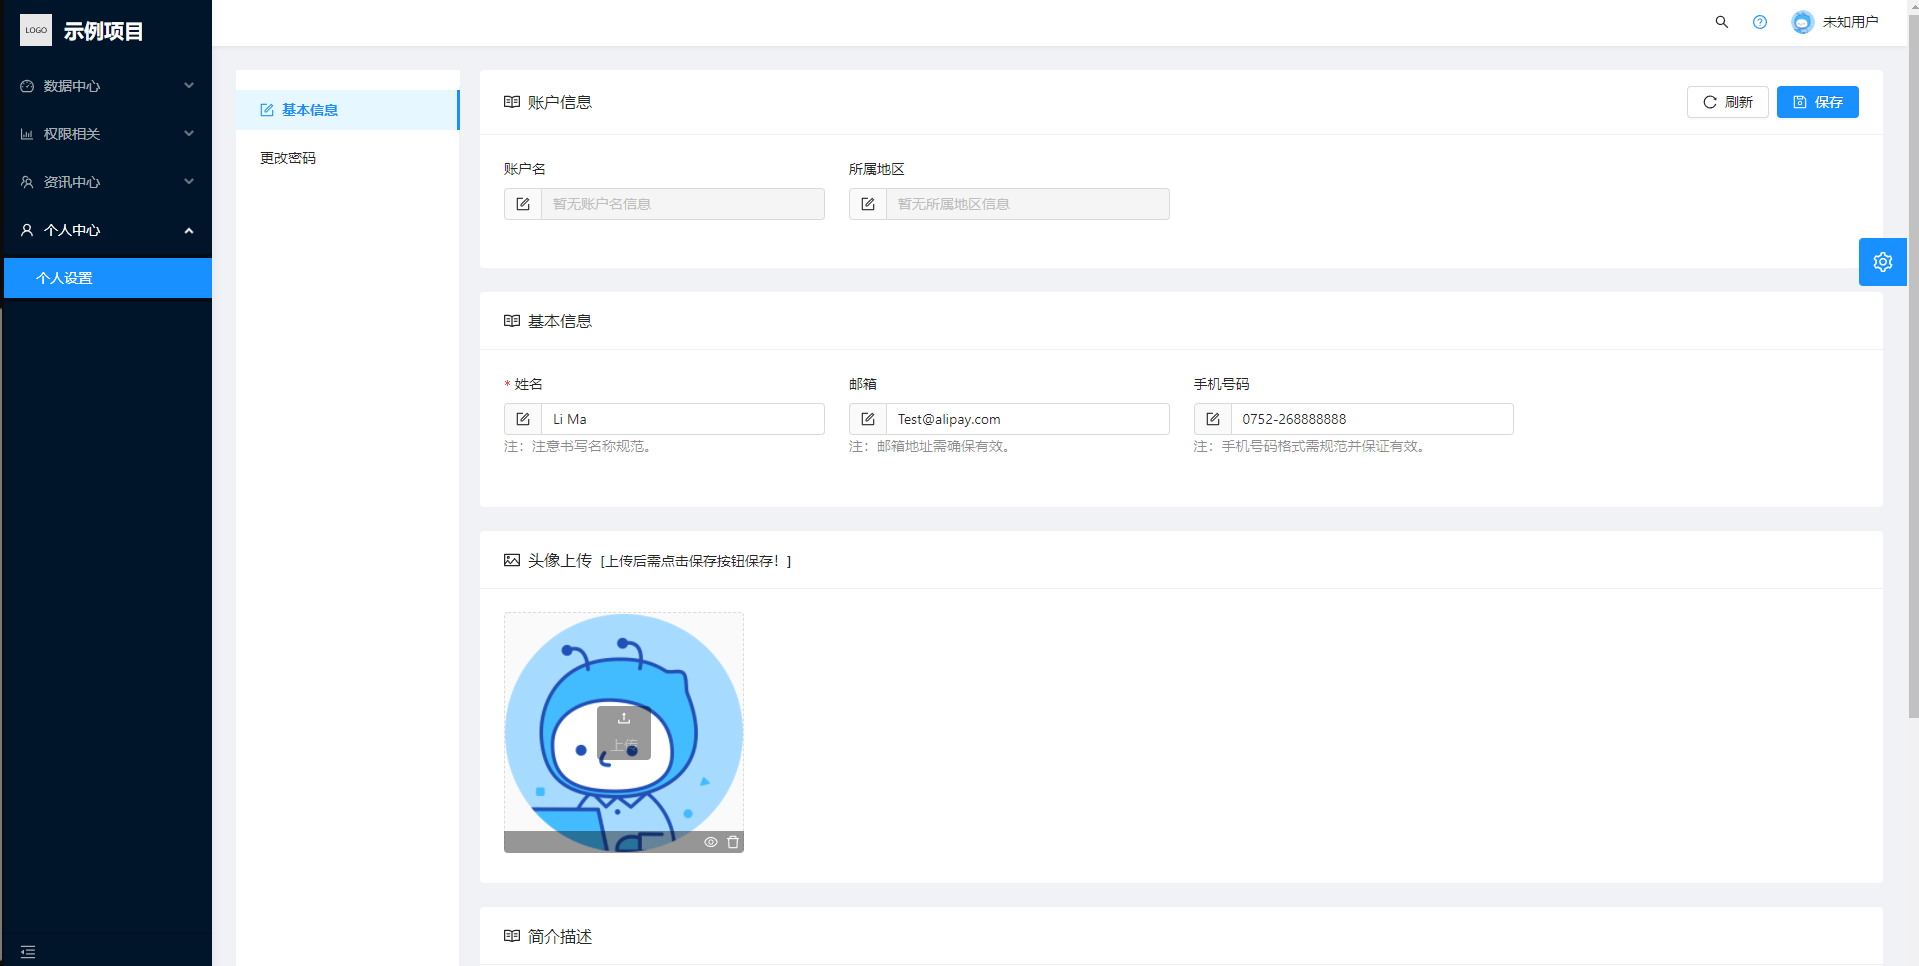 LOGO 示例项目
未知用户
数据中心
权限相关
资讯中心
个人中心
个人设置
基本信息
更改密码
账户信息
刷新
保存
账户名
所属地区
暂无账户名信息
暂无所属地区信息
基本信息
* 姓名
邮箱
手机号码
Li Ma
Test@alipay.com
0752-268888888
注：注意书写名称规范。
注：邮箱地址需确保有效。
注：手机号码格式需规范并保证有效。
头像上传 [上传后需点击保存按钮保存！]
上传
简介描述